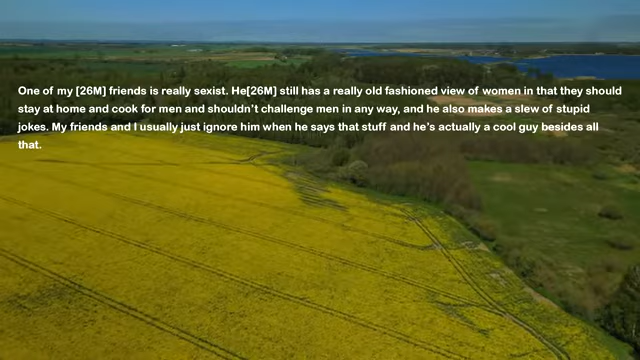 One of my [26M] friends is really sexist. He[26M] still has a really old fashioned view of women in that they should
stay at home and cook for men and shouldn't challenge men in any way, and he also makes a slew of stupid
jokes. My friends and I usually just ignore him when he says that stuff and he's actually a cool guy besides all
that.